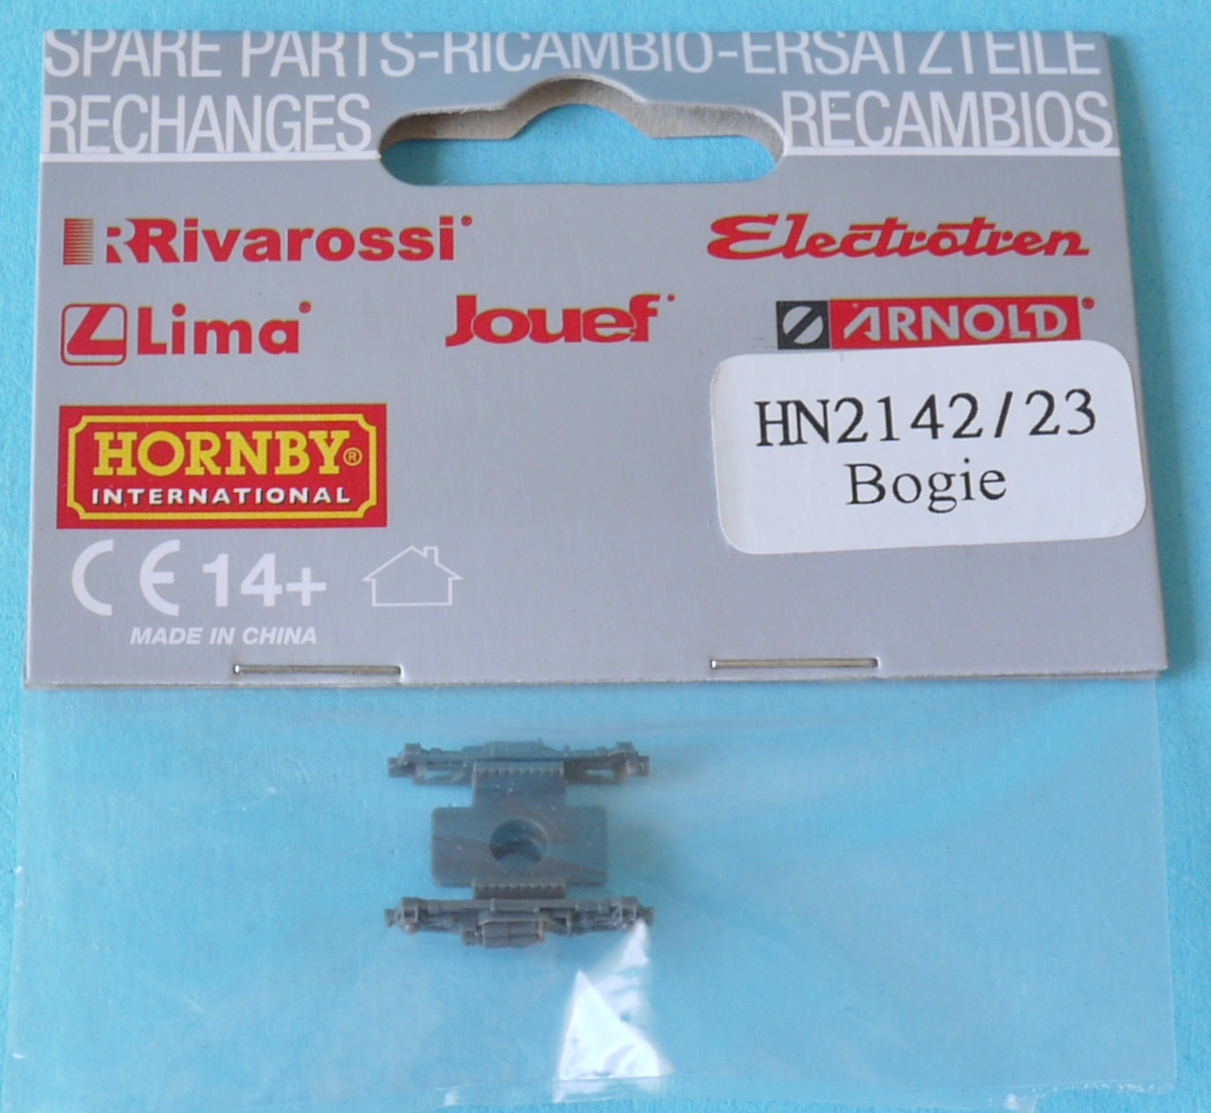 SPARE PARTS-RICAMBIO-ERSATZTEILE
RECHANGES RECAMBIOS
Rivarossi Electrotren
Lima Jouef ARNOLD
HN2142/23
Bogie
HORNBY®
INTERNATIONAL
CE 14+
MADE IN CHINA